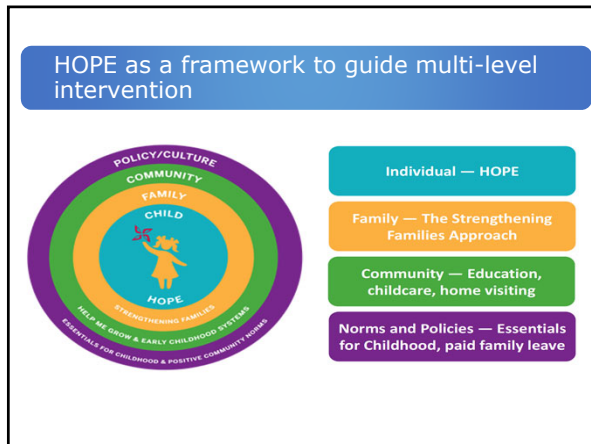 HOPE as a framework to guide multi-level
intervention
POLICY/CULTURE
COMMUNITY
FAMILY
CHILD
HOPE
STRENGTHENING FAMILIES
HELP ME GROW & EARLY CHILDHOOD SYSTEMS
ESSENTIALS FOR CHILDHOOD & POSITIVE COMMUNITY NORMS
Individual — HOPE
Family — The Strengthening
Families Approach
Community — Education,
childcare, home visiting
Norms and Policies — Essentials
for Childhood, paid family leave